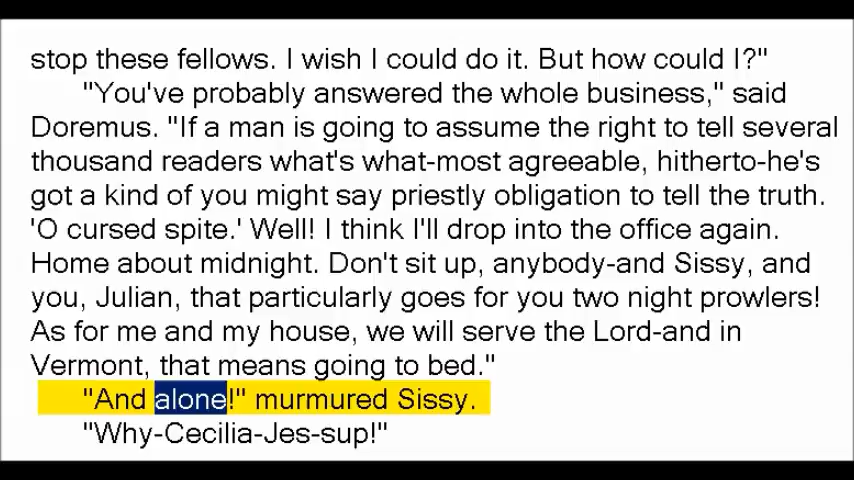 stop these fellows. I wish I could do it. But how could I?"
"You've probably answered the whole business," said
Doremus. "If a man is going to assume the right to tell several
thousand readers what's what-most agreeable, hitherto-he's
got a kind of you might say priestly obligation to tell the truth.
'O cursed spite.' Well! I think I'll drop into the office again.
Home about midnight. Don't sit up, anybody-and Sissy, and
you, Julian, that particularly goes for you two night prowlers!
As for me and my house, we will serve the Lord-and in
Vermont, that means going to bed."
"And alone!" murmured Sissy.
"Why-Cecilia-Jes-sup!"